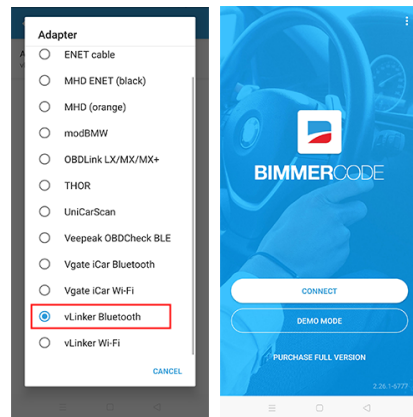 Adapter
ENET cable
MHD ENET (black)
MHD (orange)
modBMW
OBDLink LX/MX/MX+
THOR
UniCarScan
Veepeak OBDCheck BLE
Vgate iCar Bluetooth
Vgate iCar Wi-Fi
vLinker Bluetooth
vLinker Wi-Fi
CANCEL
BIMMERCODE
CONNECT
DEMO MODE
PURCHASE FULL VERSION
2.26.1-6727